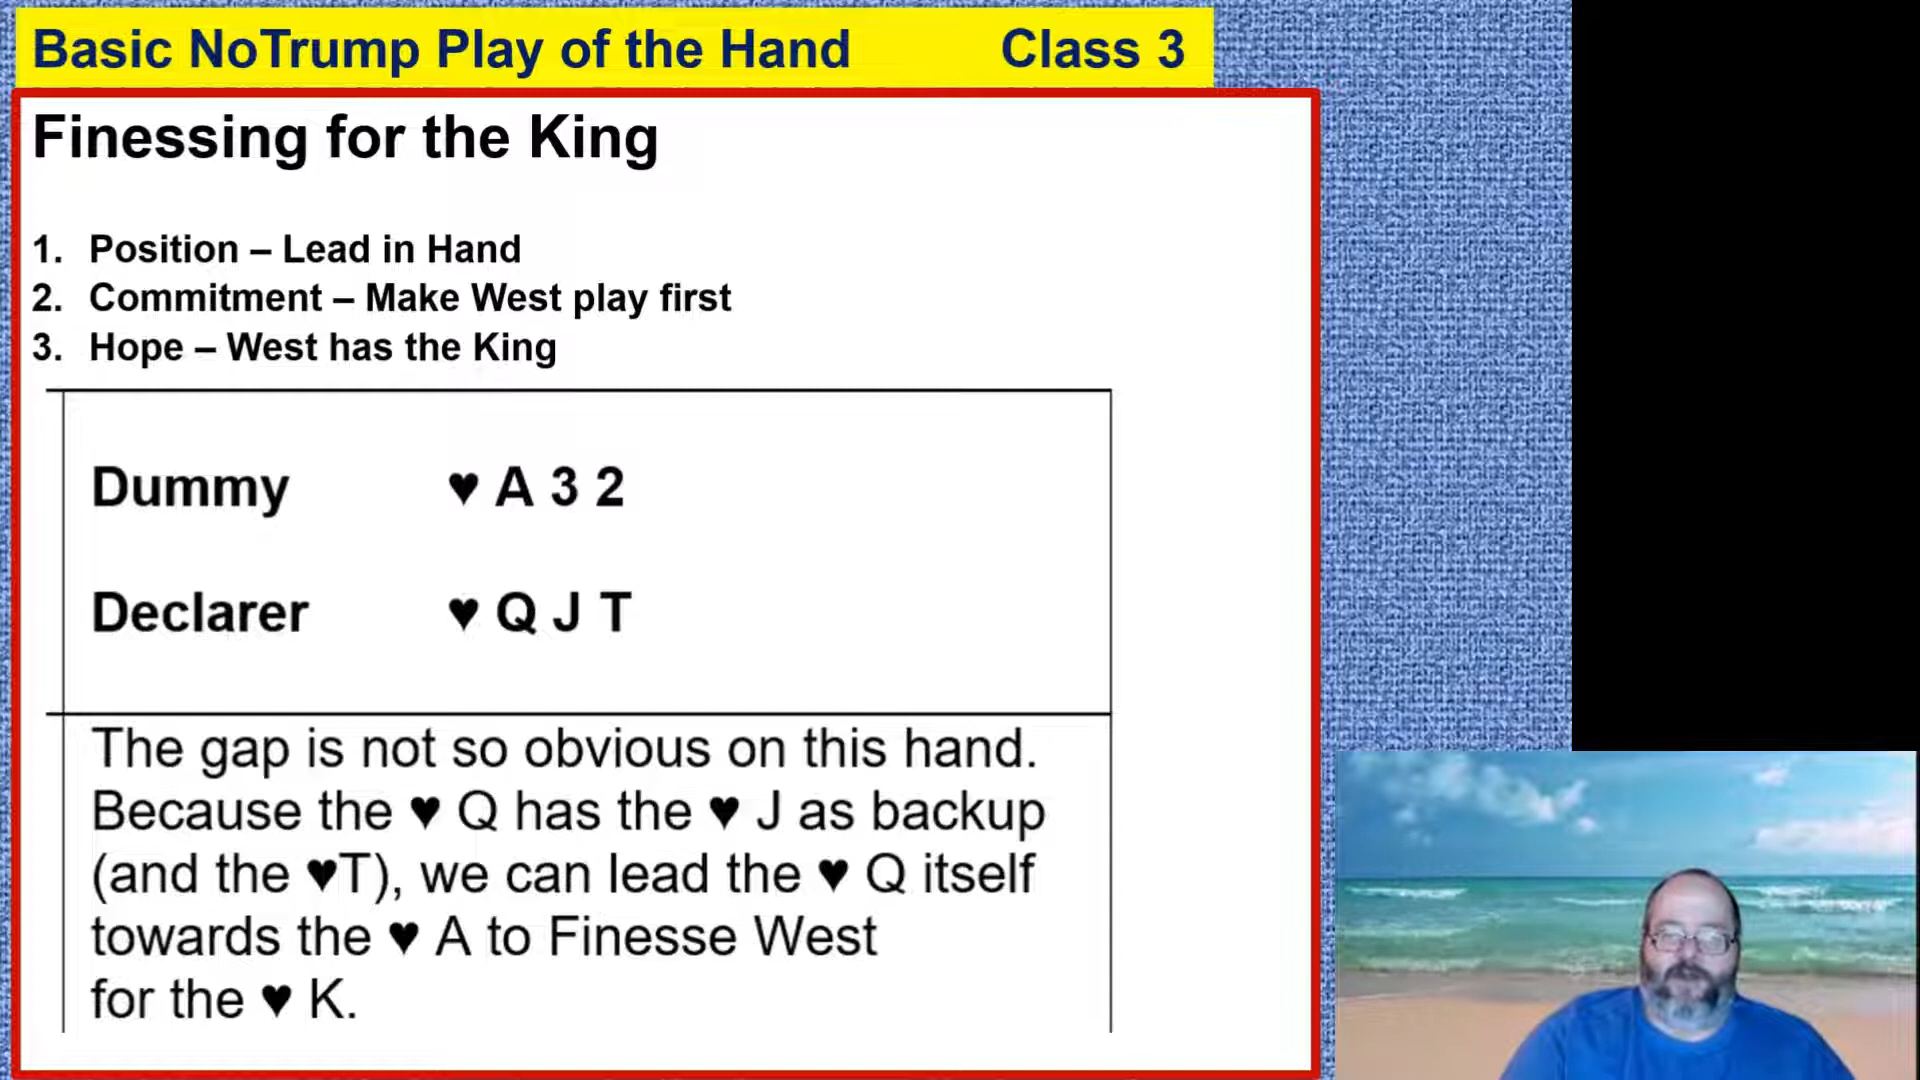 Basic NoTrump Play of the Hand Class 3
Finessing for the King
1. Position – Lead in Hand
2. Commitment – Make West play first
3. Hope – West has the King
Dummy ♥ A 3 2
Declarer ♥ Q J T
The gap is not so obvious on this hand.
Because the ♥ Q has the ♥ J as backup
(and the ♥T), we can lead the ♥ Q itself
towards the ♥ A to Finesse West
for the ♥ K.